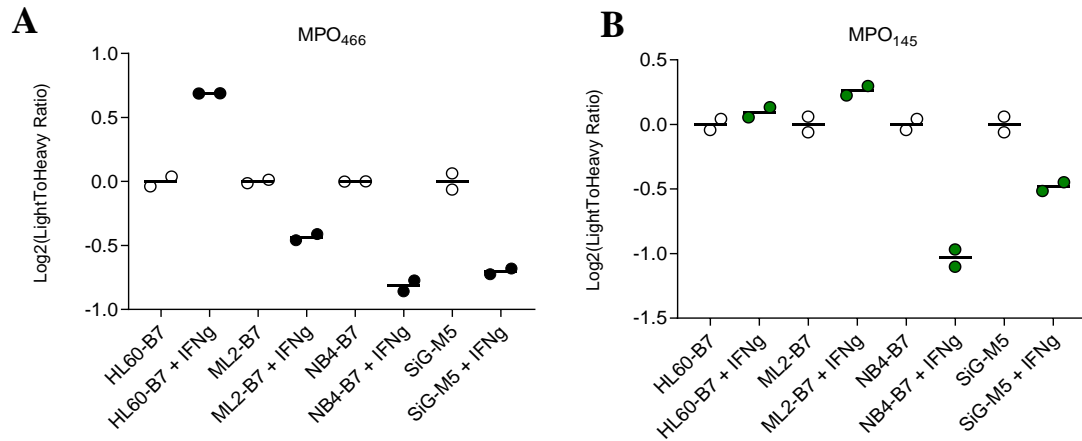 A
MPO466
Log2(LightToHeavy Ratio)
1.0
0.5
0.0
-0.5
-1.0
HL60-B7
HL60-B7 + IFNg
ML2-B7
ML2-B7 + IFNg
NB4-B7
NB4-B7 + IFNg
SiG-M5
SiG-M5 + IFNg
B
MPO145
Log2(LightToHeavy Ratio)
0.5
0.0
-0.5
-1.0
-1.5
HL60-B7
HL60-B7 + IFNg
ML2-B7
ML2-B7 + IFNg
NB4-B7
NB4-B7 + IFNg
SiG-M5
SiG-M5 + IFNg